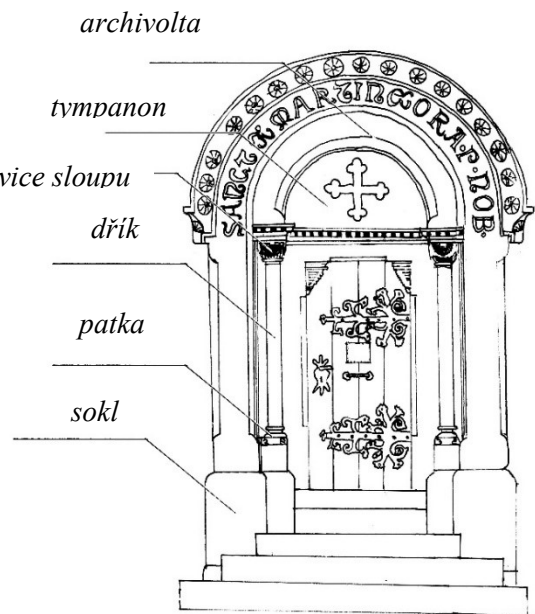 archivolta
tympanon
vice sloupu
dřík
patka
sokl
SANCTE MARTINE ORA·P·NOB·